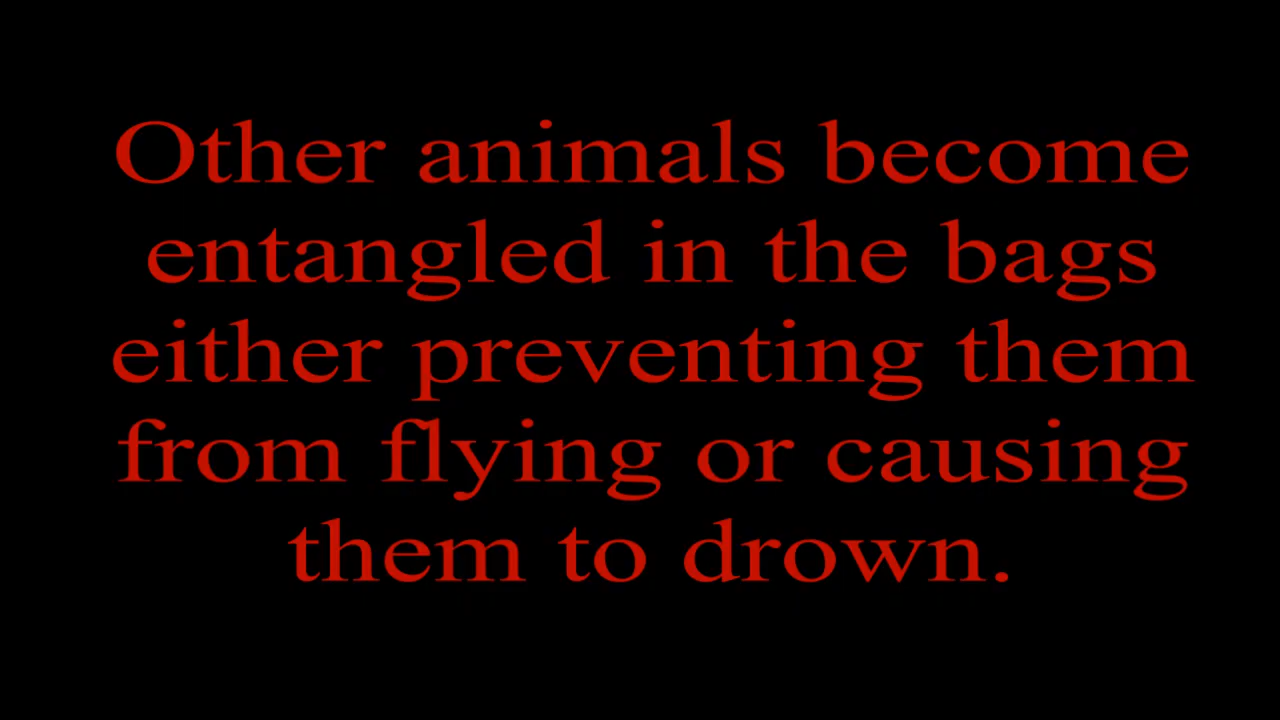 Other animals become
entangled in the bags
either preventing them
from flying or causing
them to drown.